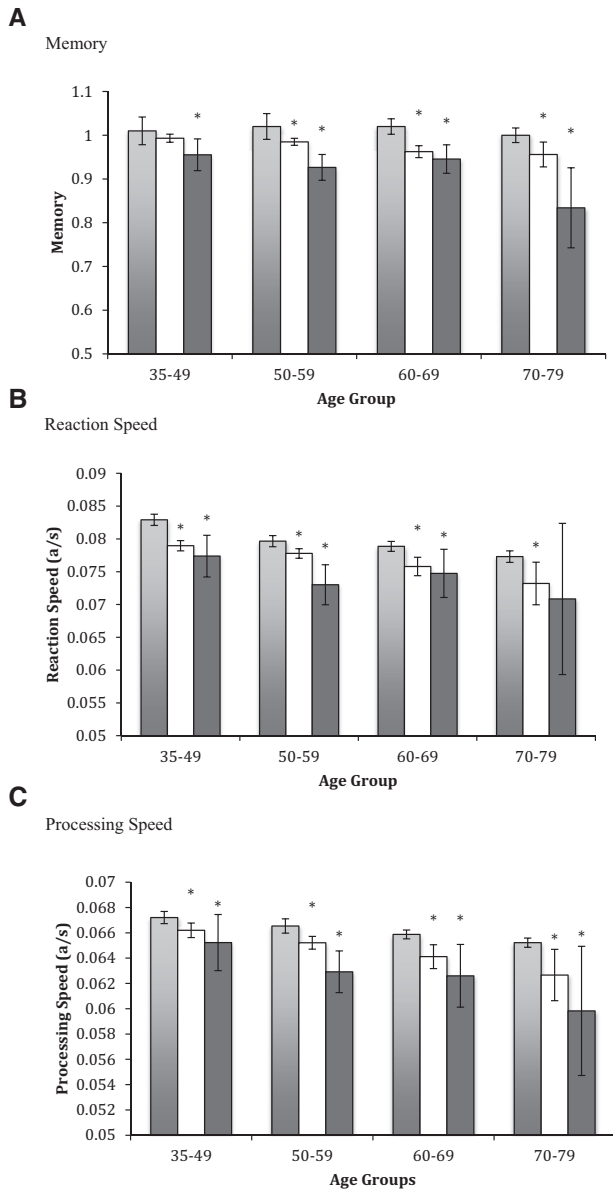 A
Memory
1.1
1
0.9
0.8
0.7
0.6
0.5
Memory
* * * * * * *
35-49 50-59 60-69 70-79
Age Group
B
Reaction Speed
0.09
0.085
0.08
0.075
0.07
0.065
0.06
0.055
0.05
Reaction Speed (a/s)
* * * * * * *
35-49 50-59 60-69 70-79
Age Group
C
Processing Speed
0.07
0.068
0.066
0.064
0.062
0.06
0.058
0.056
0.054
0.052
0.05
Processing Speed (a/s)
* * * * * * * *
35-49 50-59 60-69 70-79
Age Groups